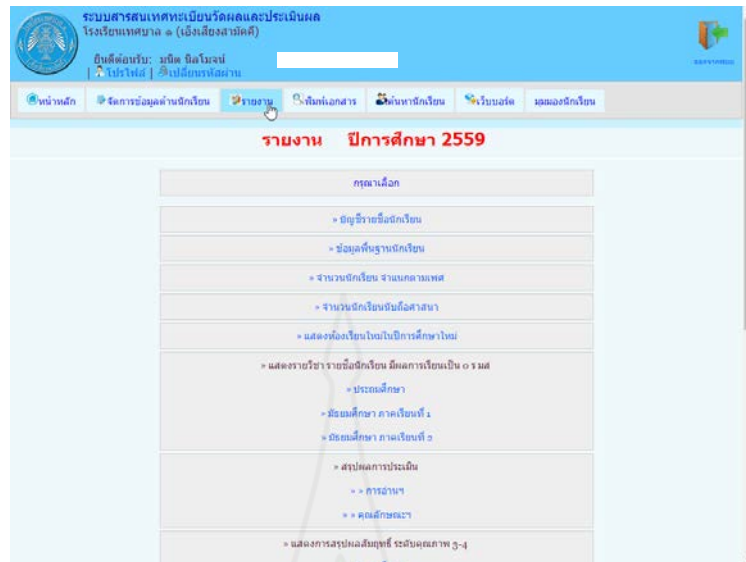 ระบบสารสนเทศทะเบียนวัดผลและประเมินผล
โรงเรียนเทศบาล ๑ (เอ็งเสียงสามัคคี)
ยินดีต้อนรับ: มนิต นิลโมจน์
| โปรไฟล์ | เปลี่ยนรหัสผ่าน
ออกจากระบบ
หน้าหลัก จัดการข้อมูลด้านนักเรียน รายงาน พิมพ์เอกสาร ค้นหานักเรียน เว็บบอร์ด มุมมองนักเรียน
รายงาน ปีการศึกษา 2559
กรุณาเลือก
» บัญชีรายชื่อนักเรียน
» ข้อมูลพื้นฐานนักเรียน
» จำนวนนักเรียน จำแนกตามเพศ
» จำนวนนักเรียนนับถือศาสนา
» แสดงห้องเรียนใหม่ในปีการศึกษาใหม่
» แสดงรายวิชา รายชื่อนักเรียน มีผลการเรียนเป็น ๐ ร มส
» ประถมศึกษา
» มัธยมศึกษา ภาคเรียนที่ ๑
» มัธยมศึกษา ภาคเรียนที่ ๒
» สรุปผลการประเมิน
» » การอ่านฯ
» » คุณลักษณะฯ
» แสดงการสรุปผลสัมฤทธิ์ ระดับคุณภาพ ๓-๔